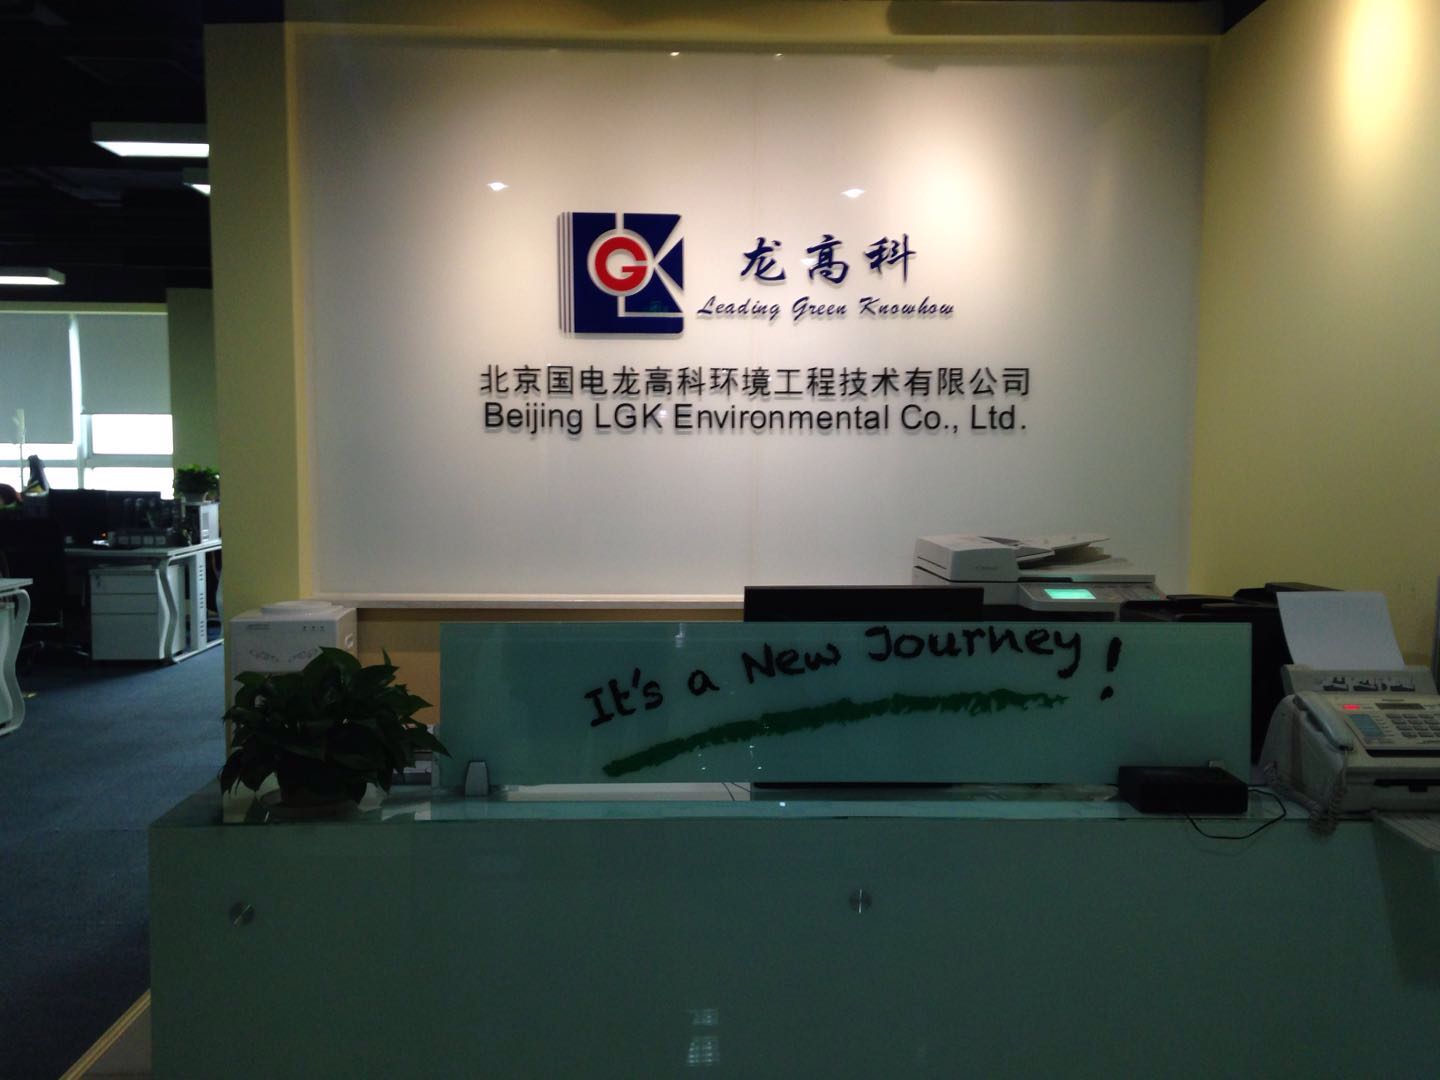 LGK
龙高科
Leading Green Knowhow
北京国电龙高科环境工程技术有限公司
Beijing LGK Environmental Co., Ltd.
It's a New Journey!